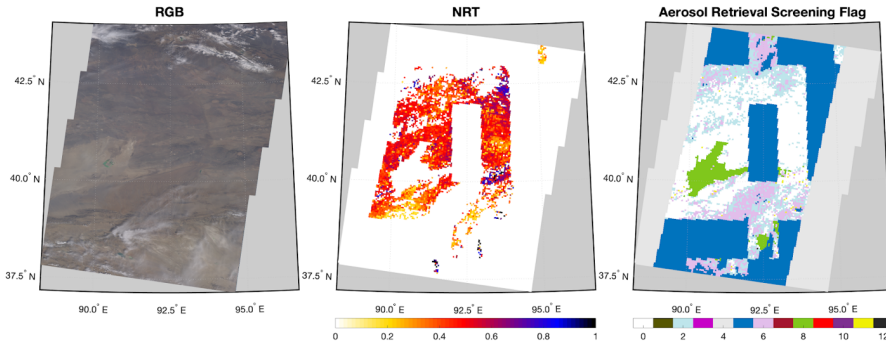 RGB
NRT
Aerosol Retrieval Screening Flag
42.5° N
40.0° N
37.5° N
90.0° E
92.5° E
95.0° E
42.5° N
40.0° N
37.5° N
90.0° E
92.5° E
95.0° E
42.5° N
40.0° N
37.5° N
90.0° E
92.5° E
95.0° E
0 0.2 0.4 0.6 0.8 1
0 2 4 6 8 10 12